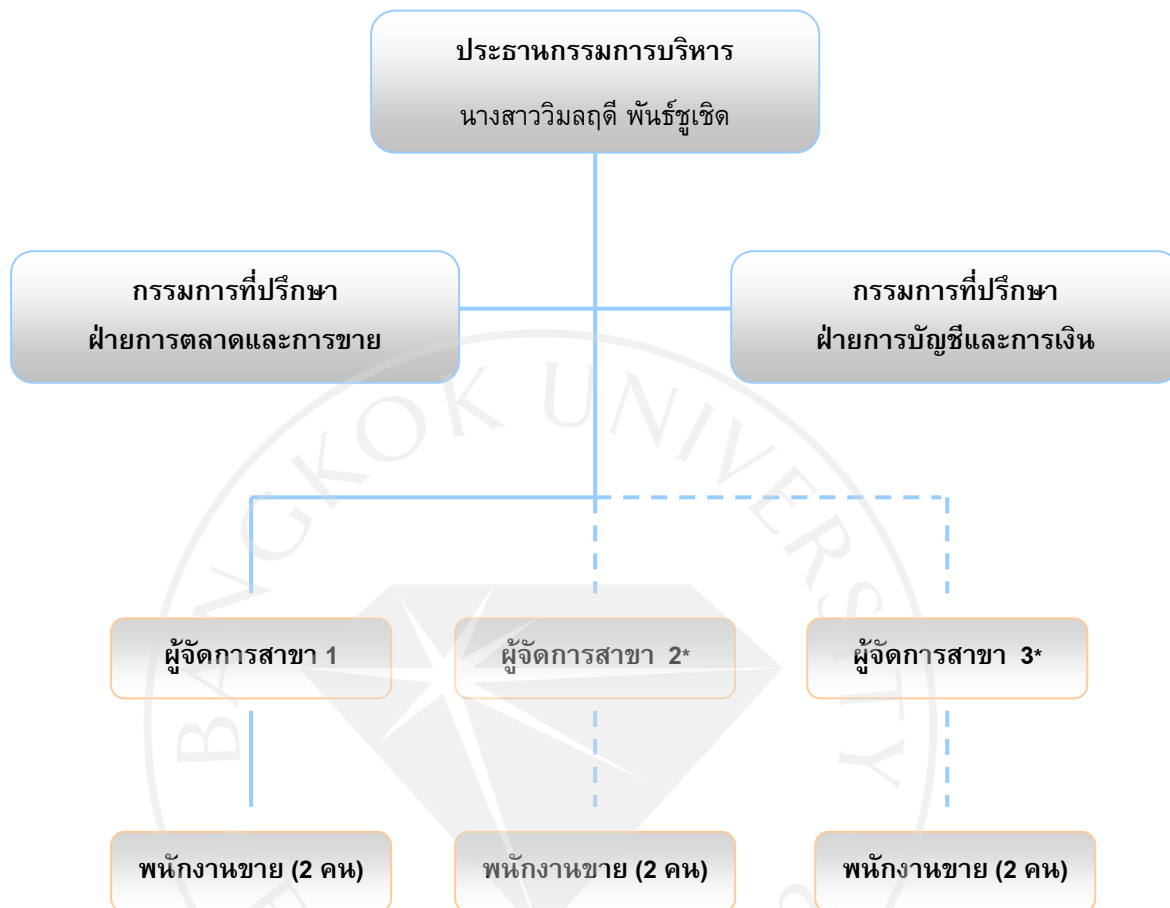 ประธานกรรมการบริหาร
นางสาววิมลฤดี พันธ์ชูเชิด
กรรมการที่ปรึกษา
ฝ่ายการตลาดและการขาย
กรรมการที่ปรึกษา
ฝ่ายการบัญชีและการเงิน
BANGKOK UNIVERSITY
ผู้จัดการสาขา 1
ผู้จัดการสาขา 2*
ผู้จัดการสาขา 3*
พนักงานขาย (2 คน)
พนักงานขาย (2 คน)
พนักงานขาย (2 คน)